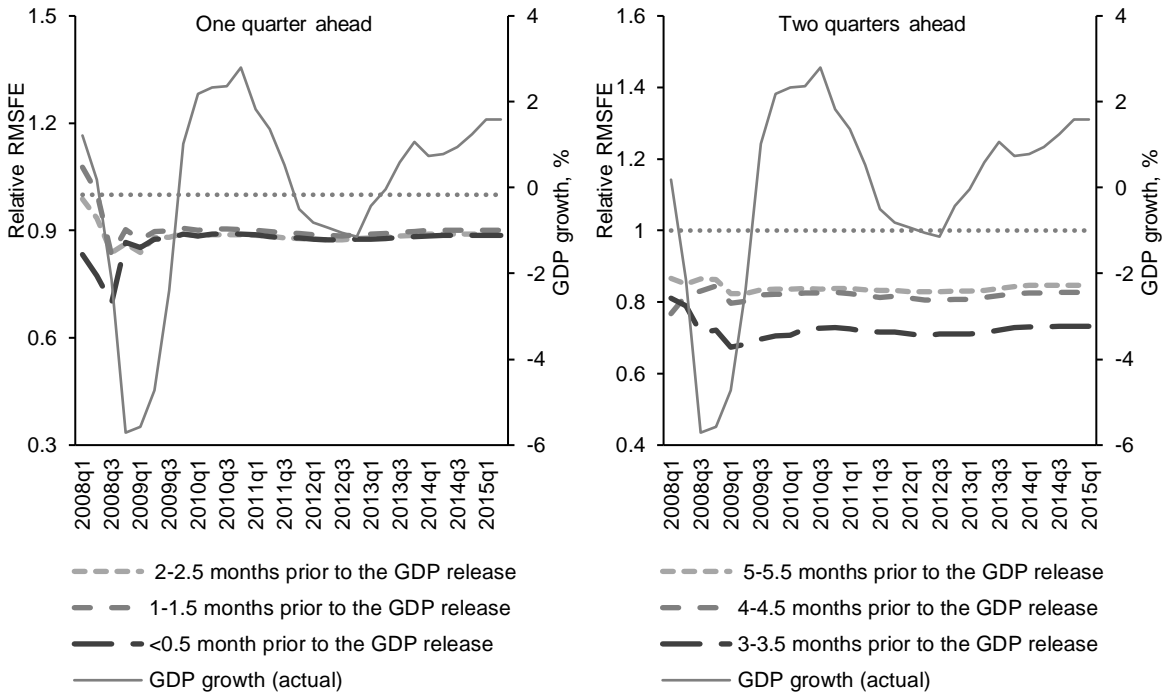 One quarter ahead
Relative RMSFE
1.5
1.2
0.9
0.6
0.3
4
2
0
-2
-4
-6
GDP growth, %
2008q1
2008q3
2009q1
2009q3
2010q1
2010q3
2011q1
2011q3
2012q1
2012q3
2013q1
2013q3
2014q1
2014q3
2015q1
2-2.5 months prior to the GDP release
1-1.5 months prior to the GDP release
<0.5 month prior to the GDP release
GDP growth (actual)
Two quarters ahead
Relative RMSFE
1.6
1.4
1.2
1
0.8
0.6
0.4
4
2
0
-2
-4
-6
GDP growth, %
2008q1
2008q3
2009q1
2009q3
2010q1
2010q3
2011q1
2011q3
2012q1
2012q3
2013q1
2013q3
2014q1
2014q3
2015q1
5-5.5 months prior to the GDP release
4-4.5 months prior to the GDP release
3-3.5 months prior to the GDP release
GDP growth (actual)